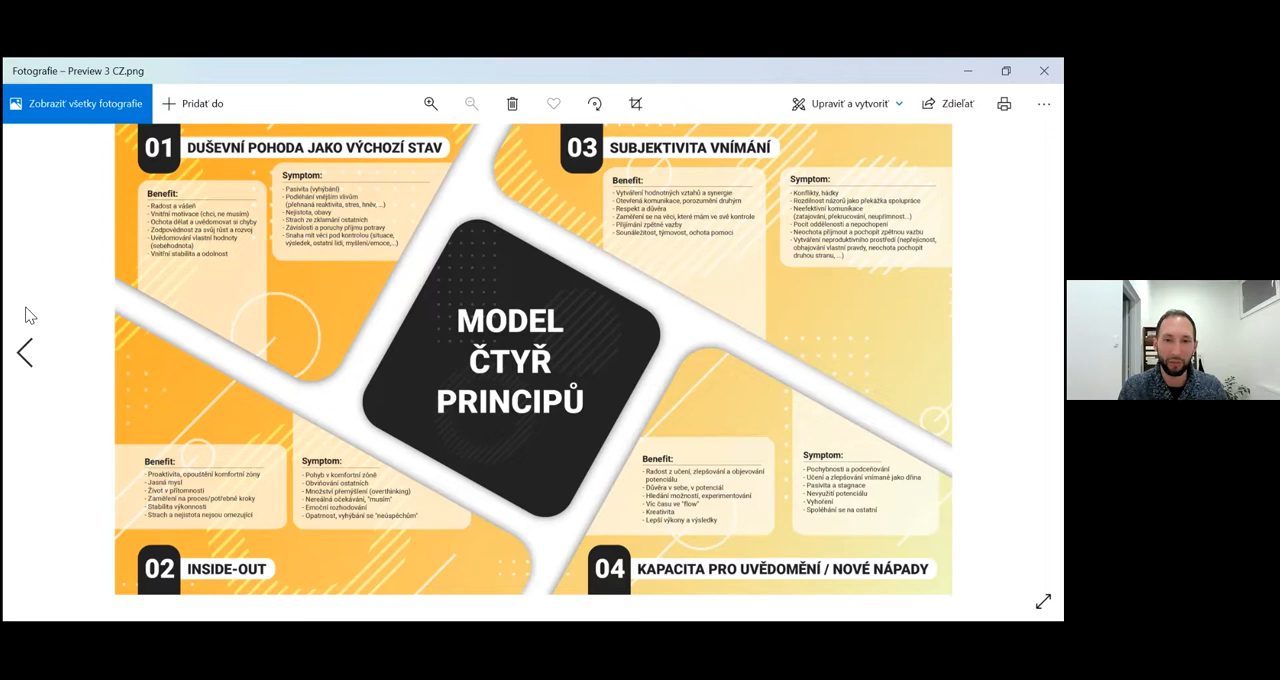 Fotografie – Preview 3 CZ.png
Zobraziť všetky fotografie
Pridať do
Upraviť a vytvoriť
Zdieľať
01 DUŠEVNÍ POHODA JAKO VÝCHOZÍ STAV
Benefit:
- Radost a vášeň
- Vnitřní motivace (chci, ne musím)
- Ochota dělat a uvědomovat si chyby
- Zodpovědnost za svůj růst a rozvoj
- Uvědomování vlastní hodnoty
(sebehodnota)
- Vnitřní stabilita a odolnost
Symptom:
- Pasivita (vyhýbání)
- Podléhání vnějším vlivům
(přehnaná reaktivita, stres, hněv, ...)
- Nejistota, obavy
- Strach ze zklamání ostatních
- Závislosti a poruchy příjmu potravy
- Snaha mít věci pod kontrolou (situace,
výsledek, ostatní lidi, myšlení/emoce,...)
03 SUBJEKTIVITA VNÍMÁNÍ
Benefit:
- Vytváření hodnotných vztahů a synergie
- Otevřená komunikace, porozumění druhým
- Respekt a důvěra
- Zaměření se na věci, které mám ve své kontrole
- Přijímání zpětné vazby
- Sounáležitost, týmovost, ochota pomoci
Symptom:
- Konflikty, hádky
- Rozdílnost názorů jako překážka spolupráce
- Neefektivní komunikace
(zatajování, překrucování, neupřímnost...)
- Pocit oddělení a nepochopení
- Neochota přijmout a pochopit zpětnou vazbu
- Vytváření neproduktivního prostředí (nepřejícnost,
obhajování vlastní pravdy, neochota pochopit
druhou stranu, ...)
MODEL
ČTYŘ
PRINCIPŮ
Benefit:
- Proaktivita, opouštění komfortní zóny
- Jasná mysl
- Život v přítomnosti
- Zaměření na proces/potřebné kroky
- Stabilita výkonnosti
- Strach a nejistota nejsou omezující
Symptom:
- Pohyb v komfortní zóně
- Obviňování ostatních
- Množství přemýšlení (overthinking)
- Nereálná očekávání, "musím"
- Emoční rozhodování
- Opatrnost, vyhýbání se "neúspěchům"
02 INSIDE-OUT
Benefit:
- Radost z učení, zlepšování a objevování
potenciálu
- Důvěra v sebe, v potenciál
- Hledání možností, experimentování
- Víc času ve "flow"
- Kreativita
- Lepší výkony a výsledky
Symptom:
- Pochybnosti a podceňování
- Učení a zlepšování vnímané jako dřina
- Pasivita a stagnace
- Nevyužití potenciálu
- Vyhoření
- Spoléhání se na ostatní
04 KAPACITA PRO UVĚDOMĚNÍ / NOVÉ NÁPADY